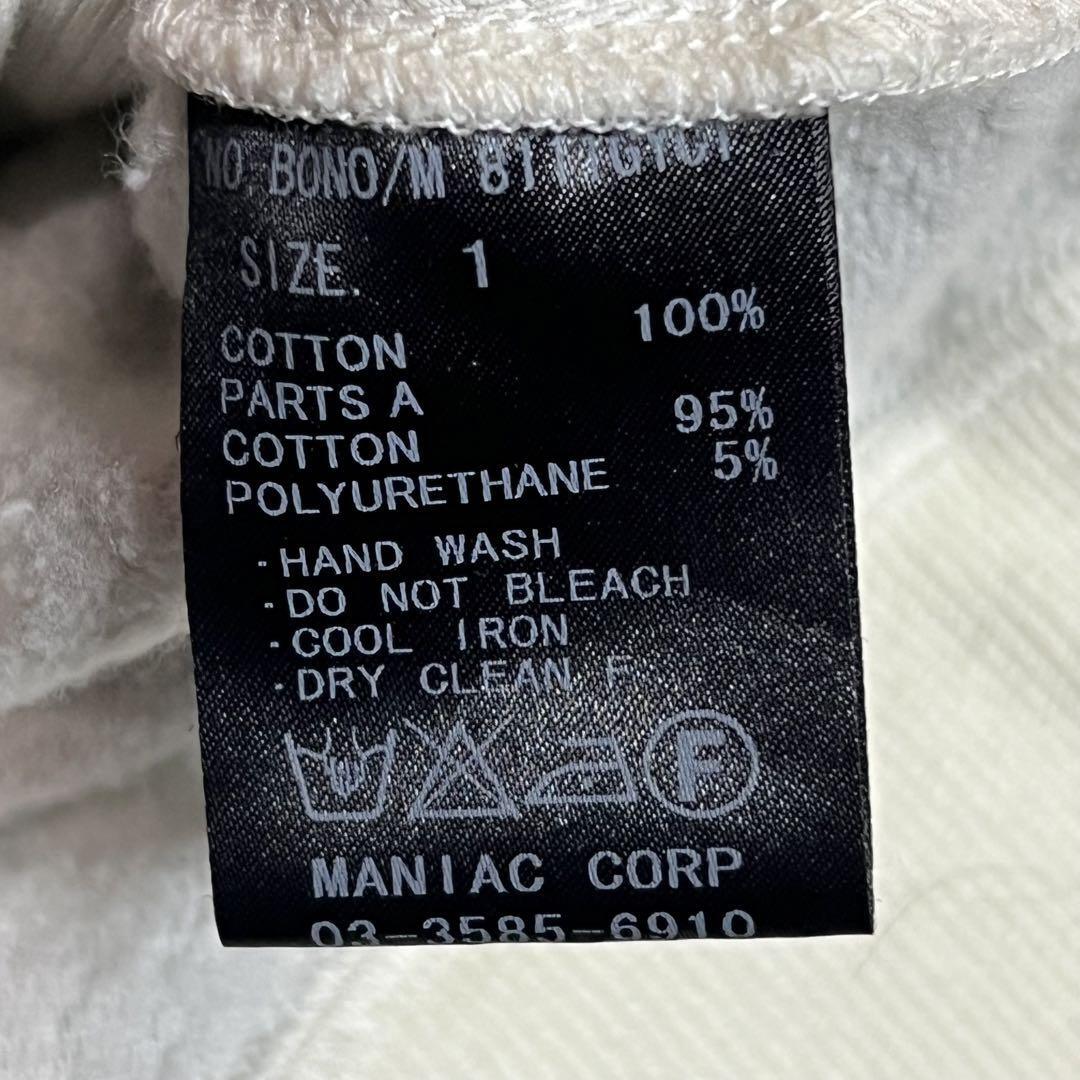 NO. BONO/M
SIZE. 1
COTTON 100%
PARTS A
COTTON 95%
POLYURETHANE 5%
·HAND WASH
·DO NOT BLEACH
·COOL IRON
·DRY CLEAN F
F
MANIAC CORP
03-3585-6910